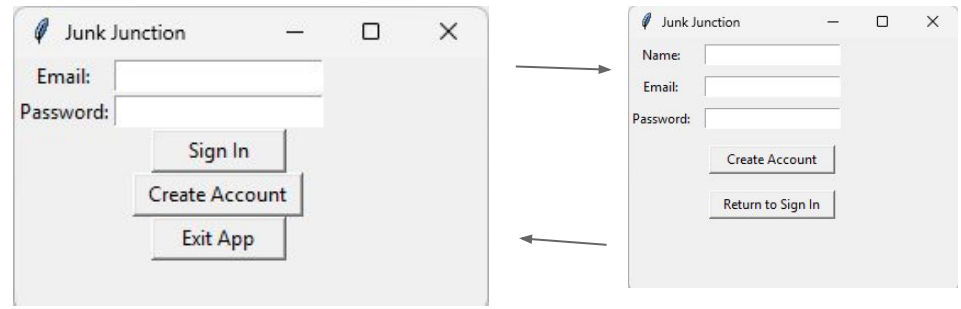 Junk Junction
Email:
Password:
Sign In
Create Account
Exit App
Junk Junction
Name:
Email:
Password:
Create Account
Return to Sign In